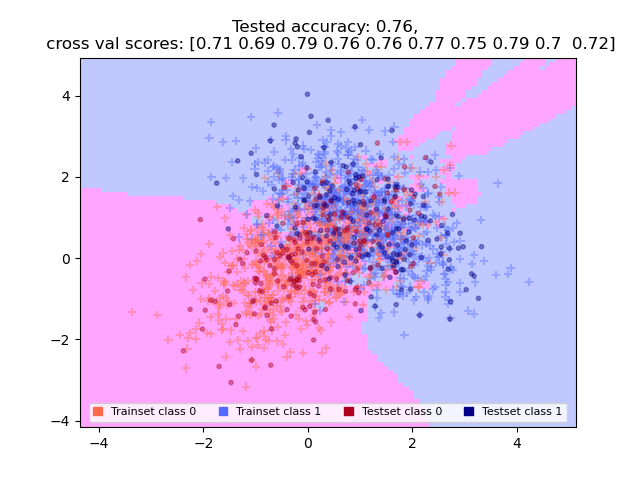 Tested accuracy: 0.76,
cross val scores: [0.71 0.69 0.79 0.76 0.76 0.77 0.75 0.79 0.7  0.72]
4
2
0
−2
−4
Trainset class 0 Trainset class 1 Testset class 0 Testset class 1
−4 −2 0 2 4